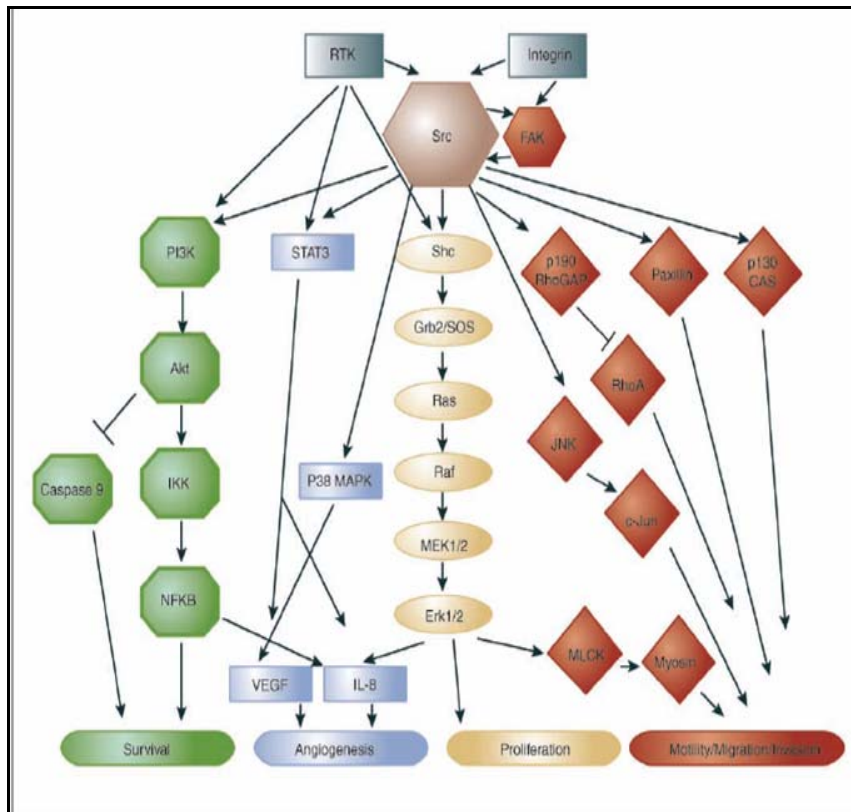 RTK
Integrin
Src
FAK
PI3K
STAT3
Shc
p190
RhoGAP
Paxillin
p130
CAS
Grb2/SOS
Akt
RhoA
Ras
JNK
Caspase 9
IKK
P38 MAPK
Raf
c-Jun
MEK1/2
NFKB
Erk1/2
MLCK
Myosin
VEGF
IL-8
Survival
Angiogenesis
Proliferation
Motility/Migration/Invasion